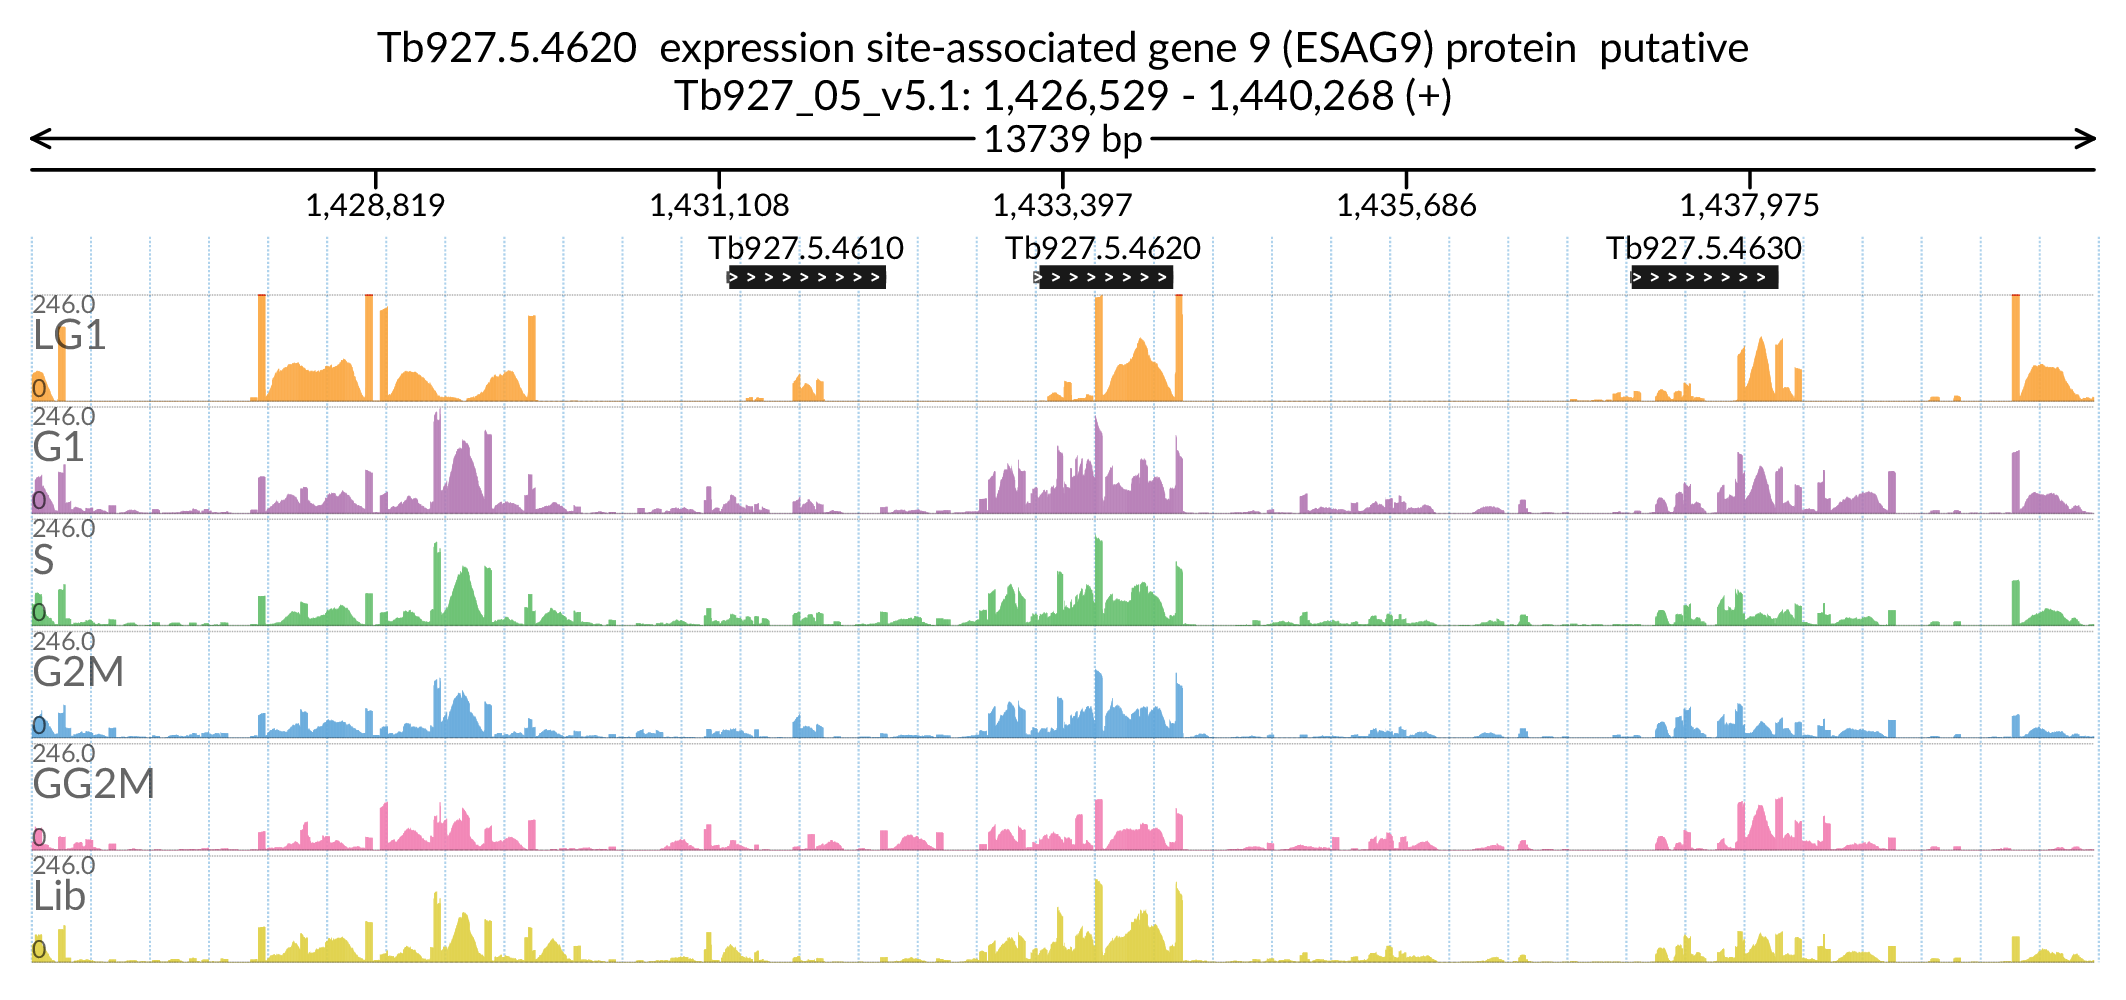 Tb927.5.4620  expression site-associated gene 9 (ESAG9) protein  putative
Tb927_05_v5.1: 1,426,529 - 1,440,268 (+)
13739 bp
1,428,819 1,431,108 1,433,397 1,435,686 1,437,975
Tb927.5.4610 Tb927.5.4620 Tb927.5.4630
246.0
LG1
0
246.0
G1
0
246.0
S
0
246.0
G2M
0
246.0
GG2M
0
246.0
Lib
0